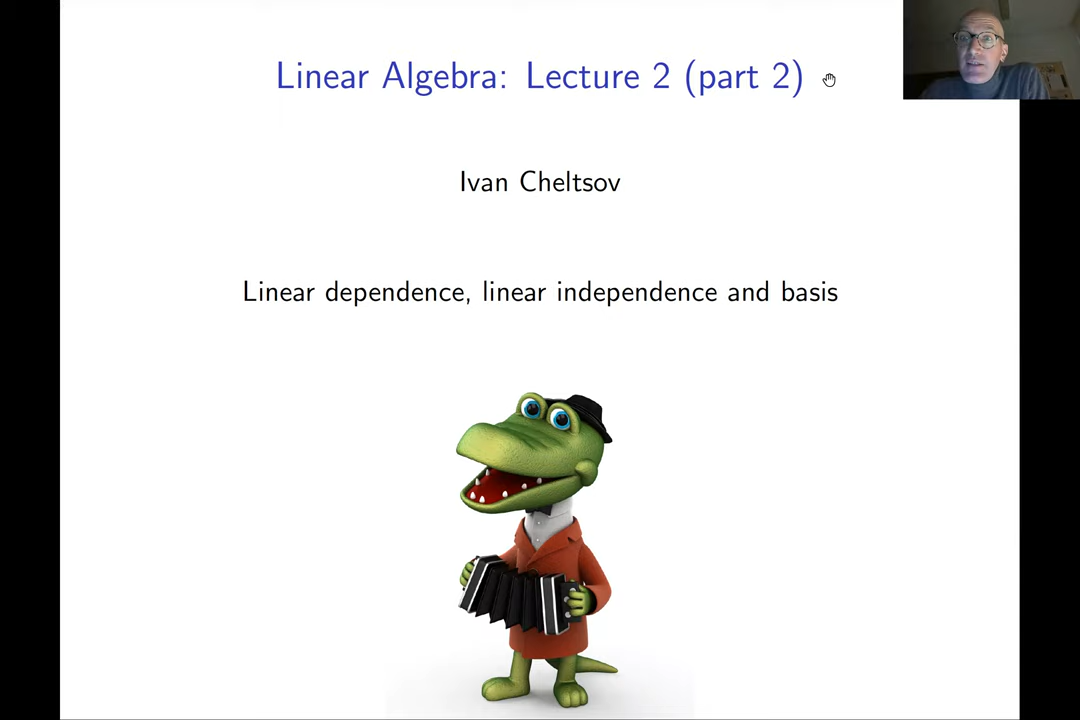 Linear Algebra: Lecture 2 (part 2)
Ivan Cheltsov
Linear dependence, linear independence and basis